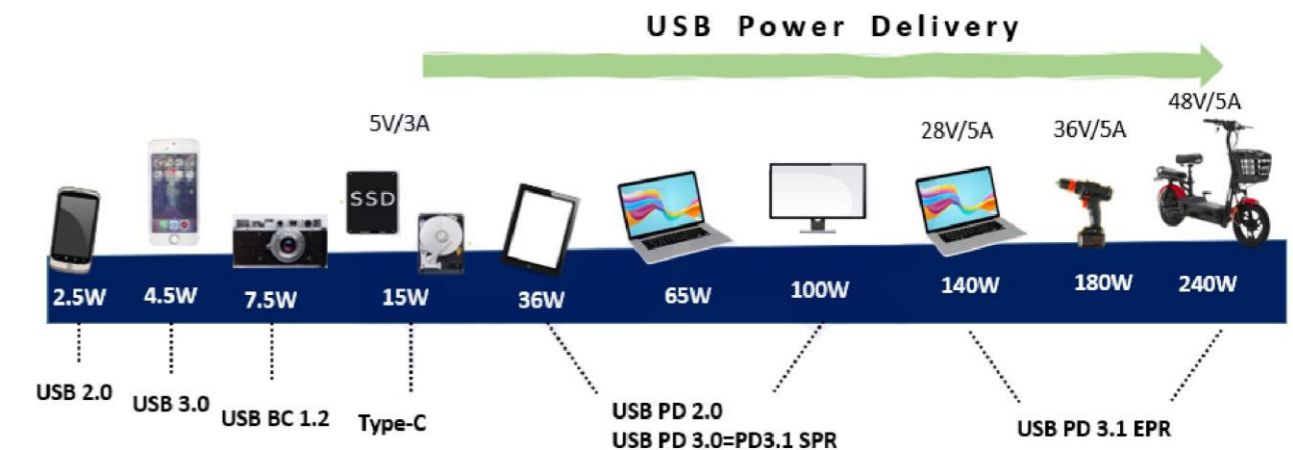 USB Power Delivery
48V/5A
5V/3A
28V/5A
36V/5A
SSD
2.5W
4.5W
7.5W
15W
36W
65W
100W
140W
180W
240W
USB 2.0
USB 3.0
USB BC 1.2
Type-C
USB PD 2.0
USB PD 3.0=PD3.1 SPR
USB PD 3.1 EPR